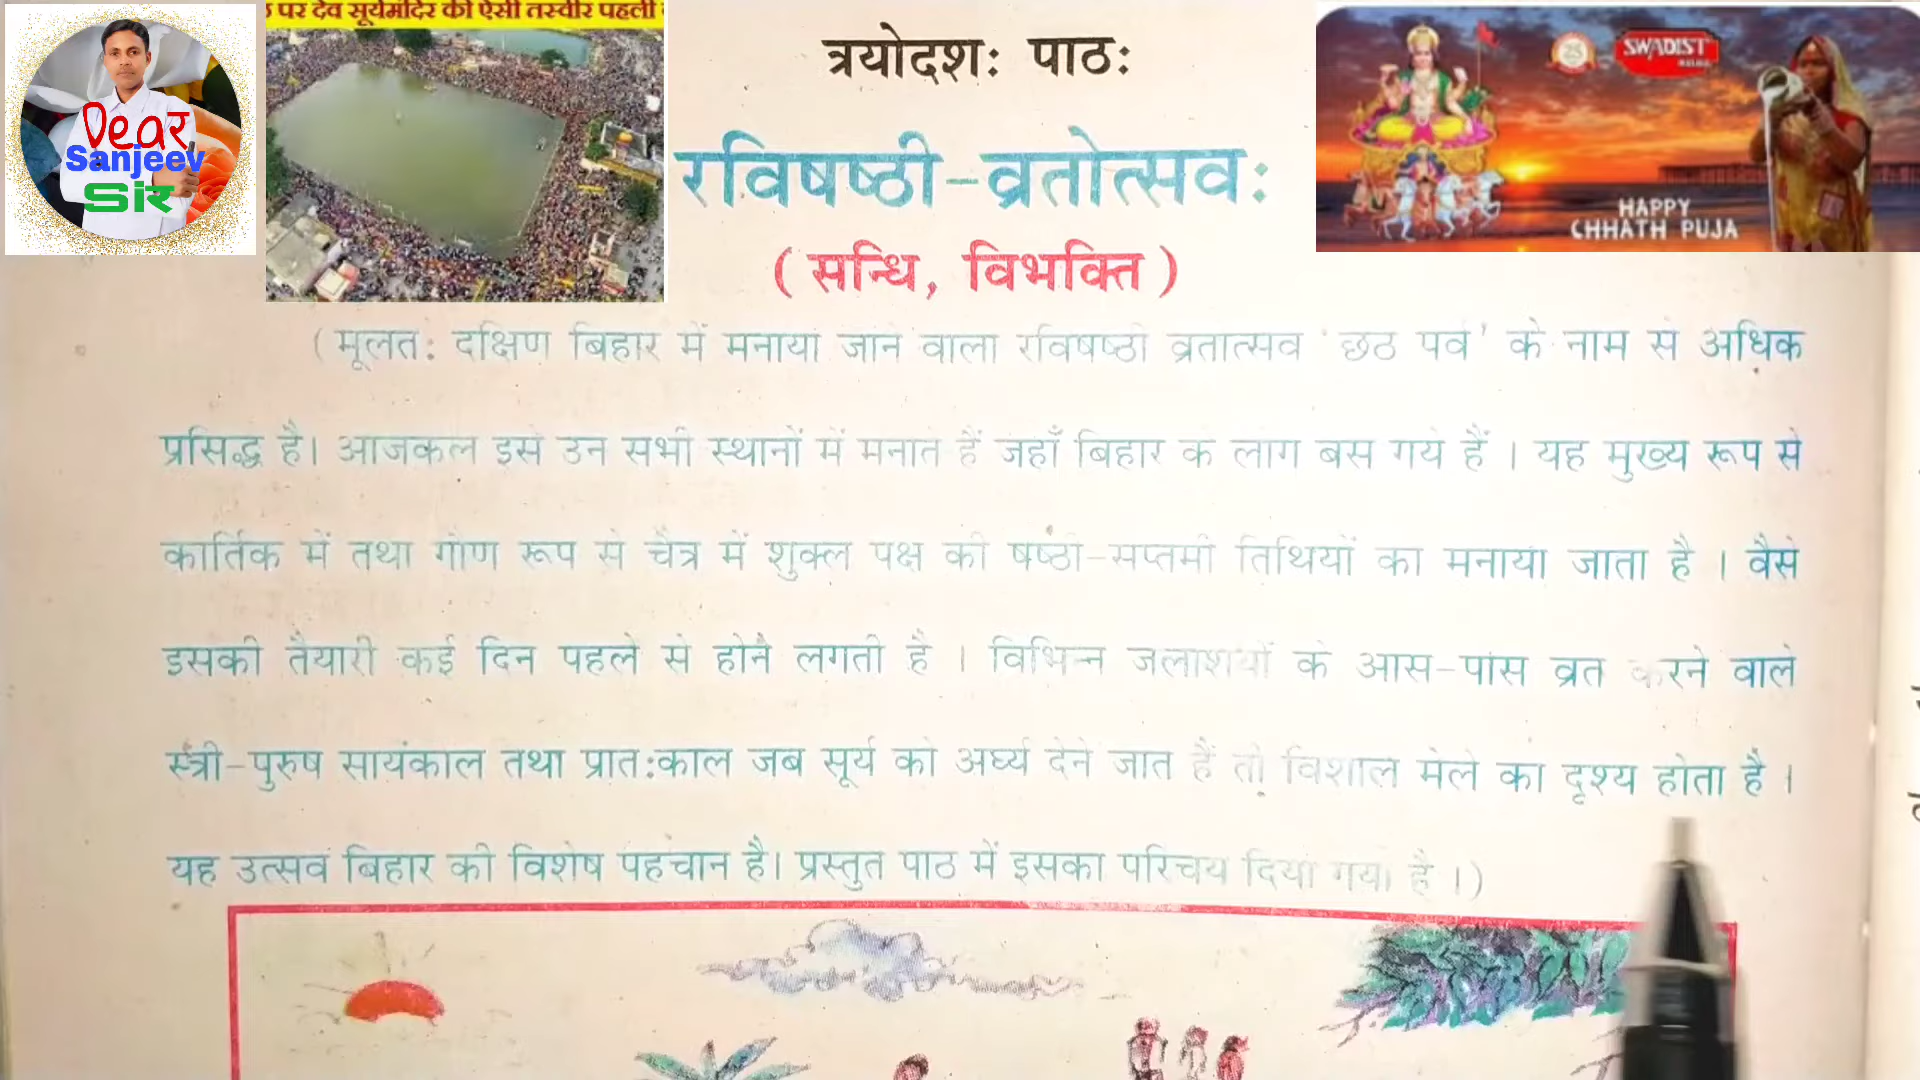 Dear
Sanjeev
Sir
पर देव सूर्यमंदिर की ऐसी तस्वीर पहली
त्रयोदशः पाठः
रविषष्ठी-व्रतोत्सवः
(सन्धि, विभक्ति)
SWADIST
HAPPY
CHHATH PUJA
(मूलतः दक्षिण बिहार में मनाया जाने वाला रविषष्ठी व्रतोत्सव 'छठ पर्व' के नाम से अधिक
प्रसिद्ध है। आजकल इसे उन सभी स्थानों में मनाते हैं जहाँ बिहार के लोग बस गये हैं । यह मुख्य रूप से
कार्तिक में तथा गौण रूप से चैत्र में शुक्ल पक्ष की षष्ठी-सप्तमी तिथियों को मनाया जाता है । वैसे
इसकी तैयारी कई दिन पहले से होने लगती है । विभिन्न जलाशयों के आस-पास व्रत करने वाले
स्त्री-पुरुष सायंकाल तथा प्रातःकाल जब सूर्य को अर्घ्य देने जाते हैं तो विशाल मेले का दृश्य होता है ।
यह उत्सव बिहार की विशेष पहचान है। प्रस्तुत पाठ में इसका परिचय दिया गया है ।)